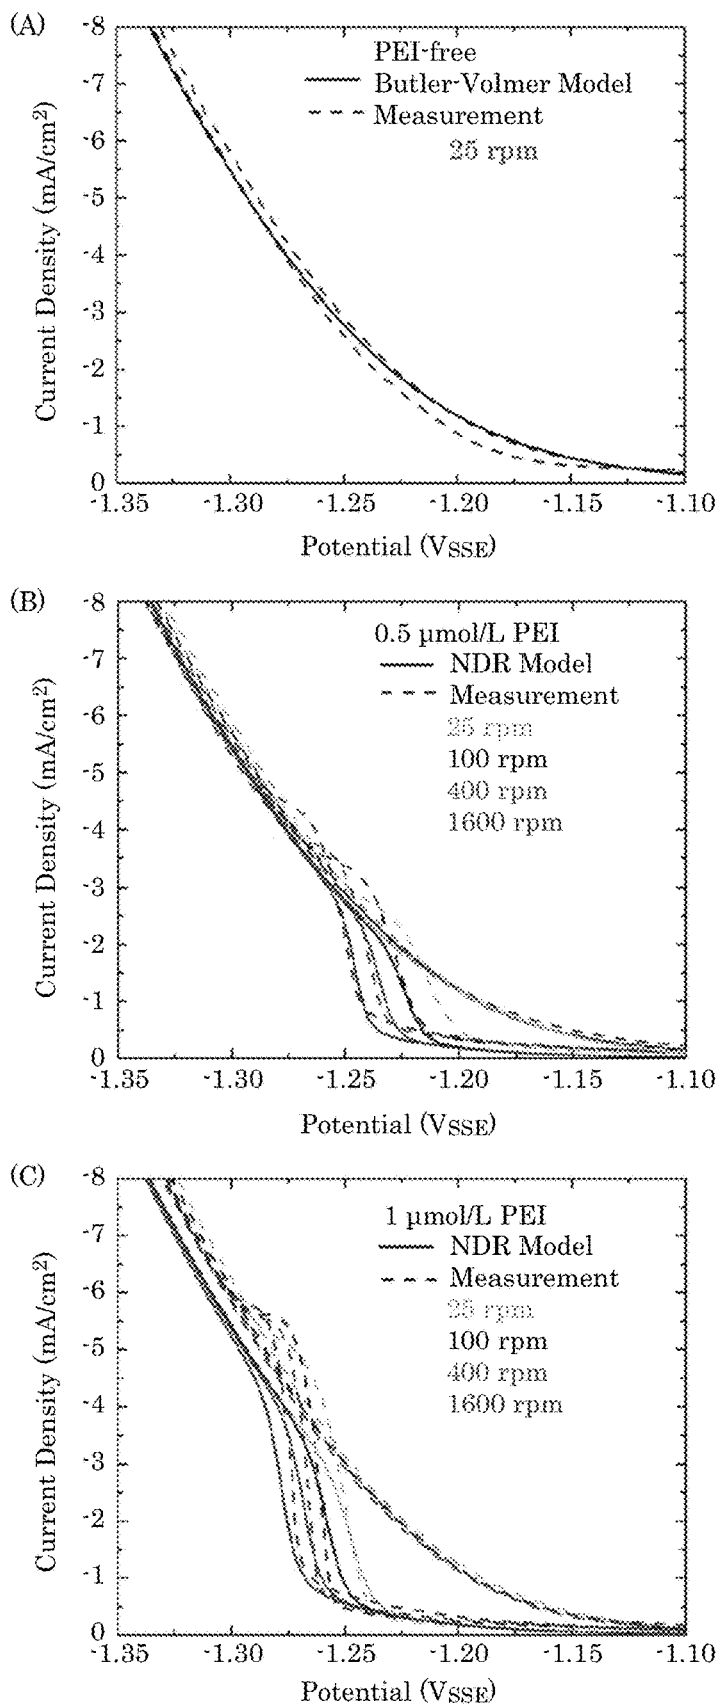 (A)
PEI-free
Butler-Volmer Model
Measurement
25 rpm
Current Density (mA/cm2)
-8
-7
-6
-5
-4
-3
-2
-1
0
-1.35 -1.30 -1.25 -1.20 -1.15 -1.10
Potential (VSSE)
(B)
0.5 µmol/L PEI
NDR Model
Measurement
25 rpm
100 rpm
400 rpm
1600 rpm
Current Density (mA/cm2)
-8
-7
-6
-5
-4
-3
-2
-1
0
-1.35 -1.30 -1.25 -1.20 -1.15 -1.10
Potential (VSSE)
(C)
1 µmol/L PEI
NDR Model
Measurement
25 rpm
100 rpm
400 rpm
1600 rpm
Current Density (mA/cm2)
-8
-7
-6
-5
-4
-3
-2
-1
0
-1.35 -1.30 -1.25 -1.20 -1.15 -1.10
Potential (VSSE)